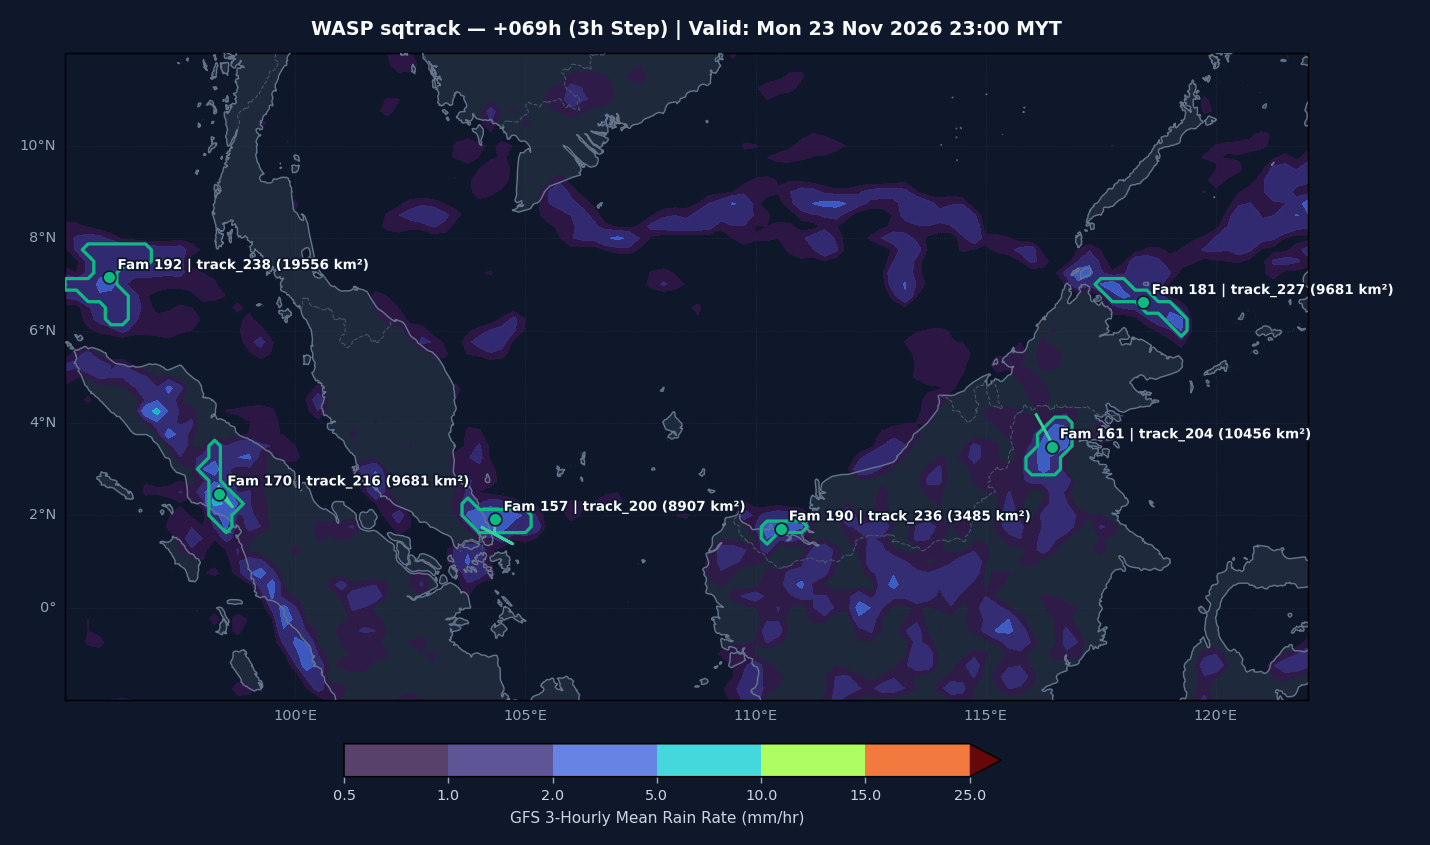 WASP sqtrack — +069h (3h Step) | Valid: Mon 23 Nov 2026 23:00 MYT
10°N
8°N
6°N
4°N
2°N
0°
Fam 192 | track_238 (19556 km²)
Fam 181 | track_227 (9681 km²)
Fam 161 | track_204 (10456 km²)
Fam 170 | track_216 (9681 km²)
Fam 157 | track_200 (8907 km²)
Fam 190 | track_236 (3485 km²)
100°E 105°E 110°E 115°E 120°E
0.5 1.0 2.0 5.0 10.0 15.0 25.0
GFS 3-Hourly Mean Rain Rate (mm/hr)